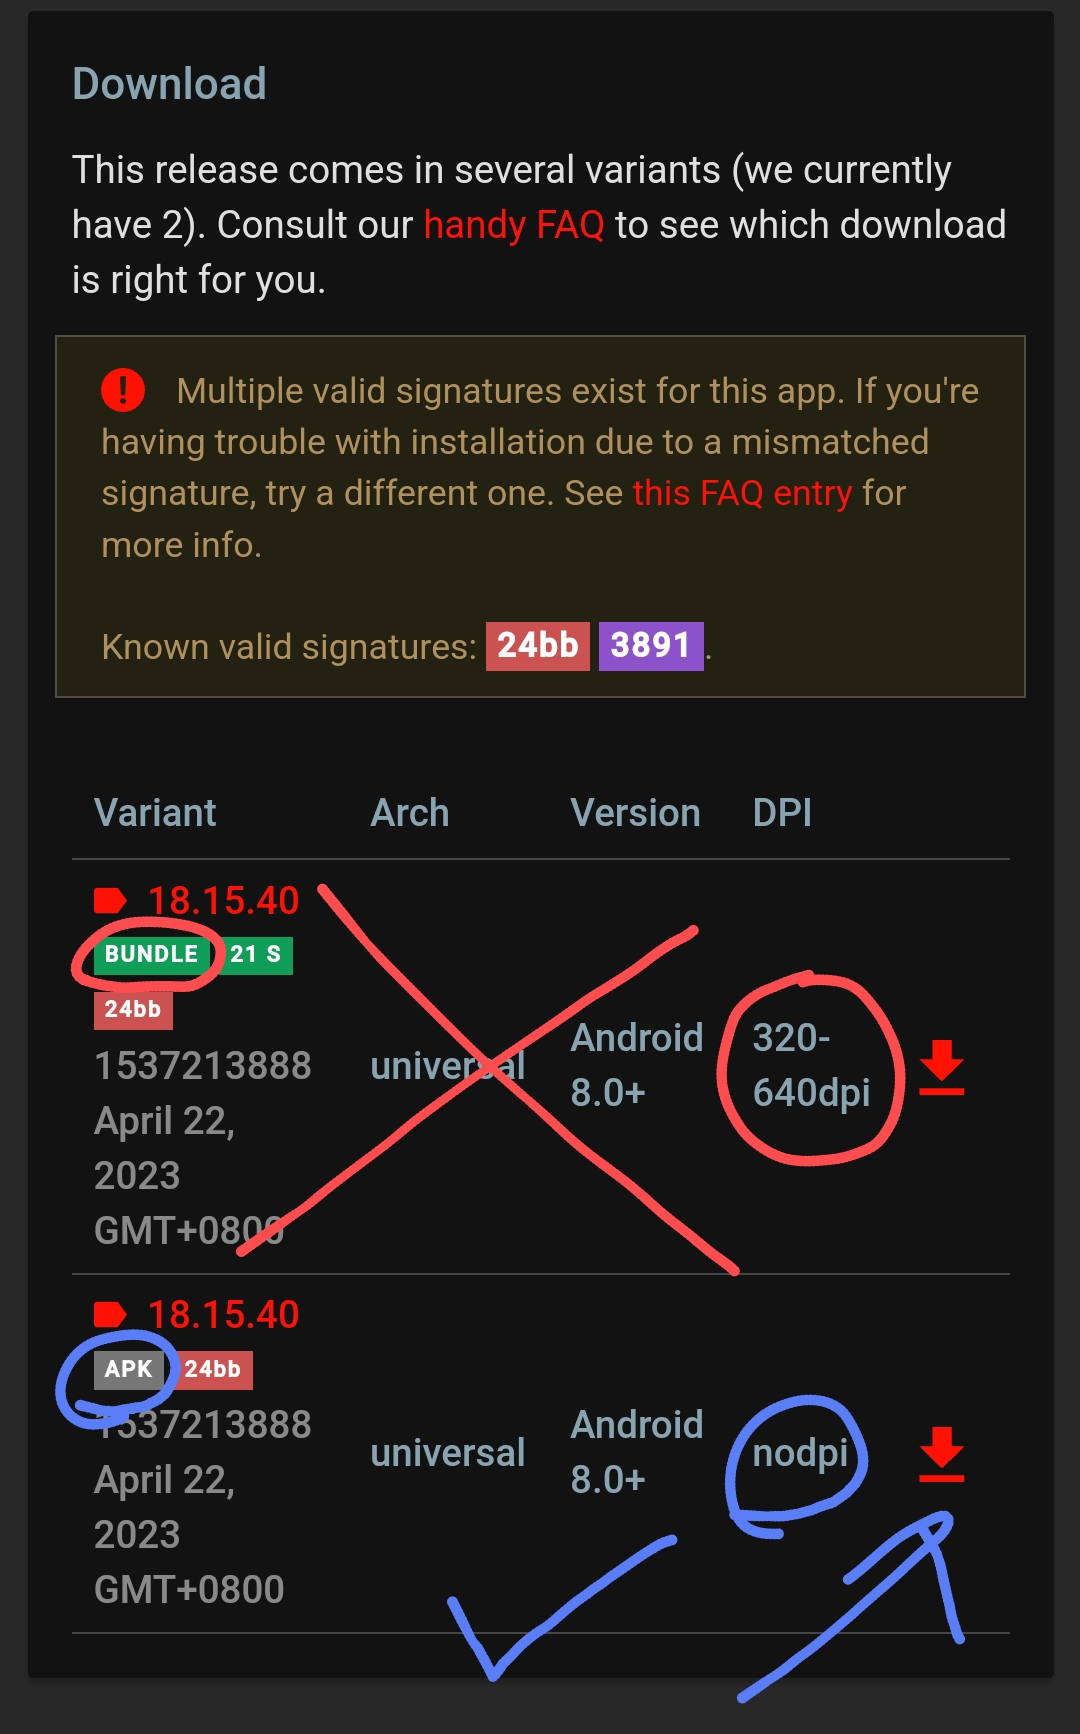 Download
This release comes in several variants (we currently
have 2). Consult our handy FAQ to see which download
is right for you.
Multiple valid signatures exist for this app. If you're
having trouble with installation due to a mismatched
signature, try a different one. See this FAQ entry for
more info.
Known valid signatures: 24bb 3891.
Variant Arch Version DPI
18.15.40
BUNDLE 21 S
24bb
1537213888
April 22,
2023
GMT+0800
universal
Android
8.0+
320-
640dpi
18.15.40
APK 24bb
1537213888
April 22,
2023
GMT+0800
universal
Android
8.0+
nodpi